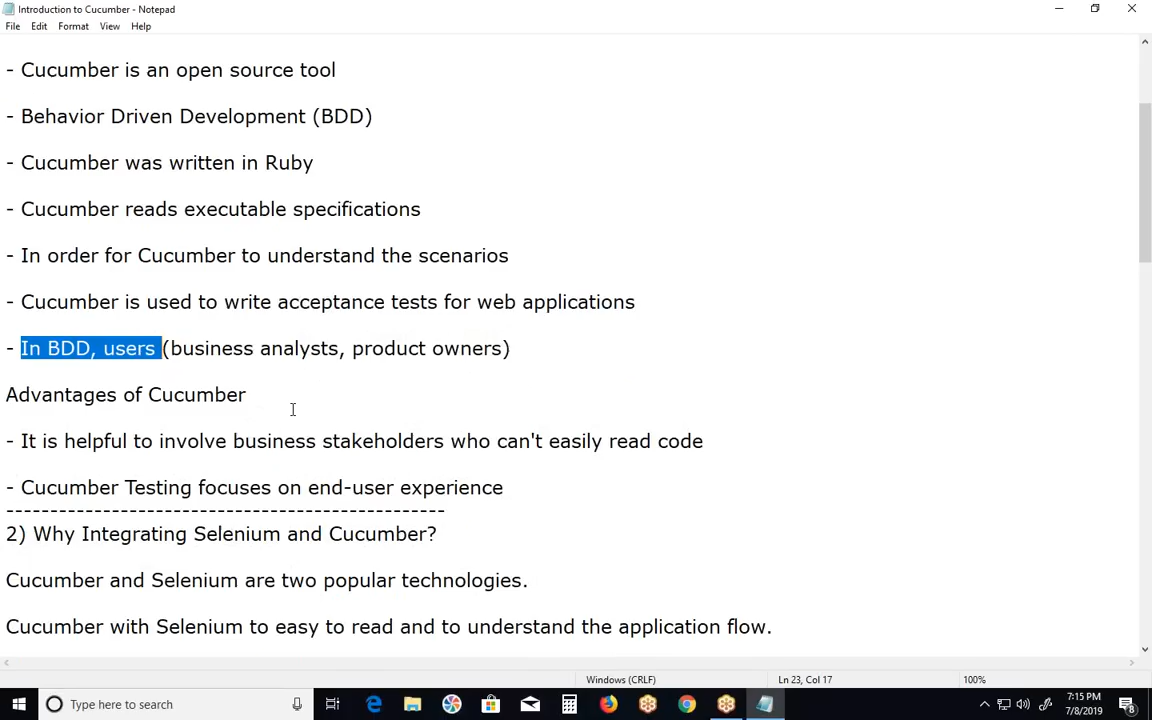 Introduction to Cucumber - Notepad
File Edit Format View Help
- Cucumber is an open source tool
- Behavior Driven Development (BDD)
- Cucumber was written in Ruby
- Cucumber reads executable specifications
- In order for Cucumber to understand the scenarios
- Cucumber is used to write acceptance tests for web applications
- In BDD, users (business analysts, product owners)
Advantages of Cucumber
- It is helpful to involve business stakeholders who can't easily read code
- Cucumber Testing focuses on end-user experience
------------------------------------------------
2) Why Integrating Selenium and Cucumber?
Cucumber and Selenium are two popular technologies.
Cucumber with Selenium to easy to read and to understand the application flow.
Windows (CRLF) Ln 23, Col 17 100%
Type here to search
7:15 PM
7/8/2019
8